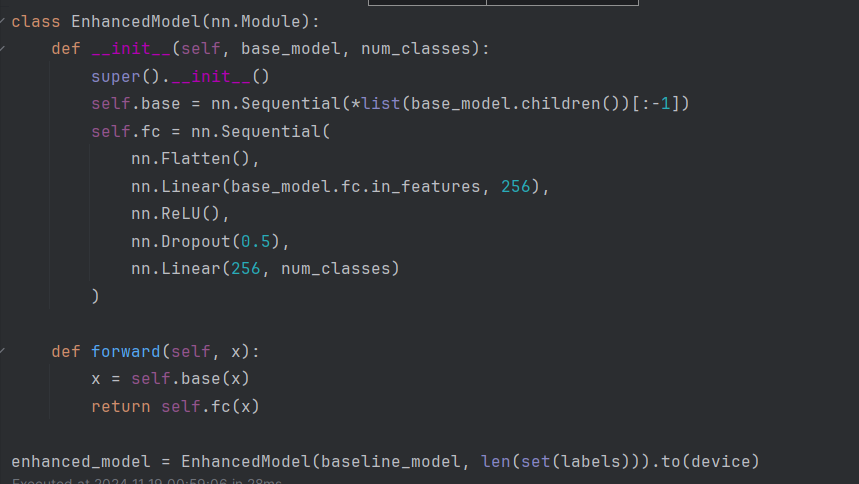 class EnhancedModel(nn.Module):
    def __init__(self, base_model, num_classes):
        super().__init__()
        self.base = nn.Sequential(*list(base_model.children())[:-1])
        self.fc = nn.Sequential(
            nn.Flatten(),
            nn.Linear(base_model.fc.in_features, 256),
            nn.ReLU(),
            nn.Dropout(0.5),
            nn.Linear(256, num_classes)
        )
    def forward(self, x):
        x = self.base(x)
        return self.fc(x)
enhanced_model = EnhancedModel(baseline_model, len(set(labels))).to(device)
Executed at 2024.11.19 00:59:06 in 28ms